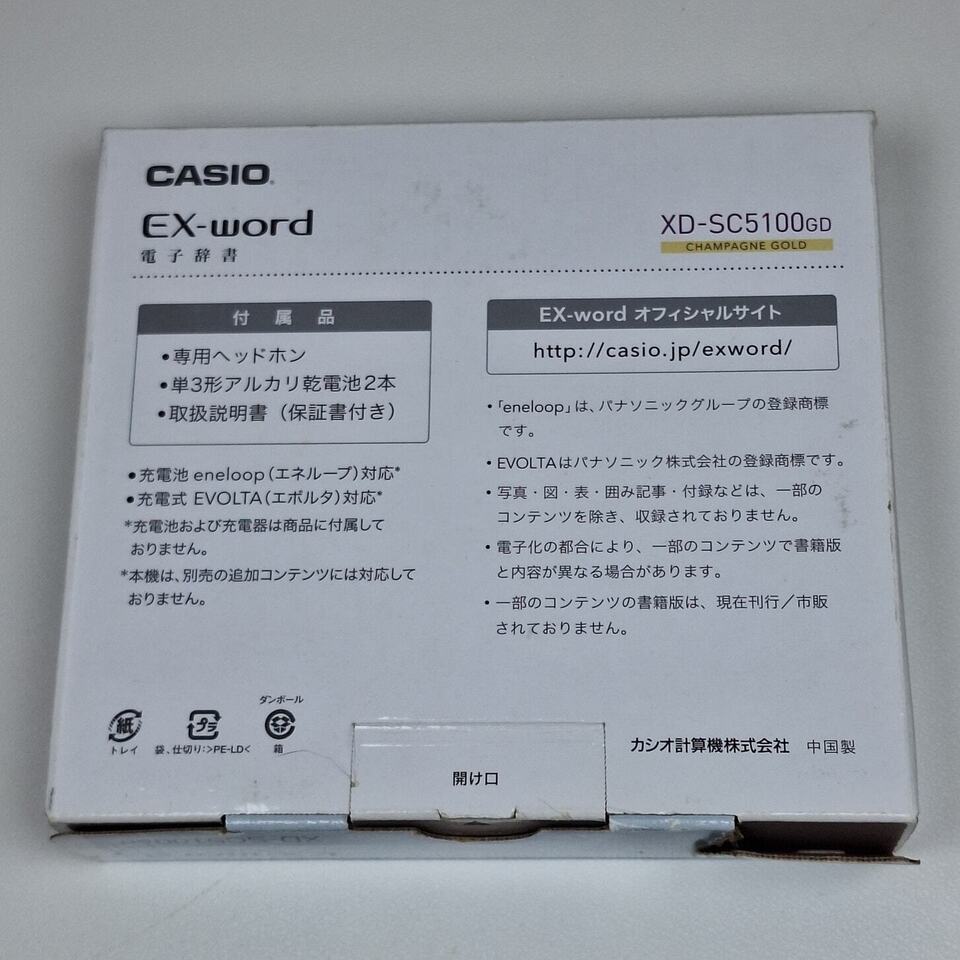 CASIO
EX-word
電子辞書
XD-SC5100GD
CHAMPAGNE GOLD
付属品
•専用ヘッドホン
•単3形アルカリ乾電池2本
•取扱説明書（保証書付き）
•充電池 eneloop（エネループ）対応*
•充電式 EVOLTA（エボルタ）対応*
*充電池および充電器は商品に付属して
おりません。
*本機は、別売の追加コンテンツには対応して
おりません。
EX-word オフィシャルサイト
http://casio.jp/exword/
・「eneloop」は、パナソニックグループの登録商標
です。
・EVOLTAはパナソニック株式会社の登録商標です。
・写真・図・表・囲み記事・付録などは、一部の
コンテンツを除き、収録されておりません。
・電子化の都合により、一部のコンテンツで書籍版
と内容が異なる場合があります。
・一部のコンテンツの書籍版は、現在刊行／市販
されておりません。
紙
トレイ
プラ
袋、仕切り:>PE-LD<
ダンボール
箱
開け口
カシオ計算機株式会社 中国製